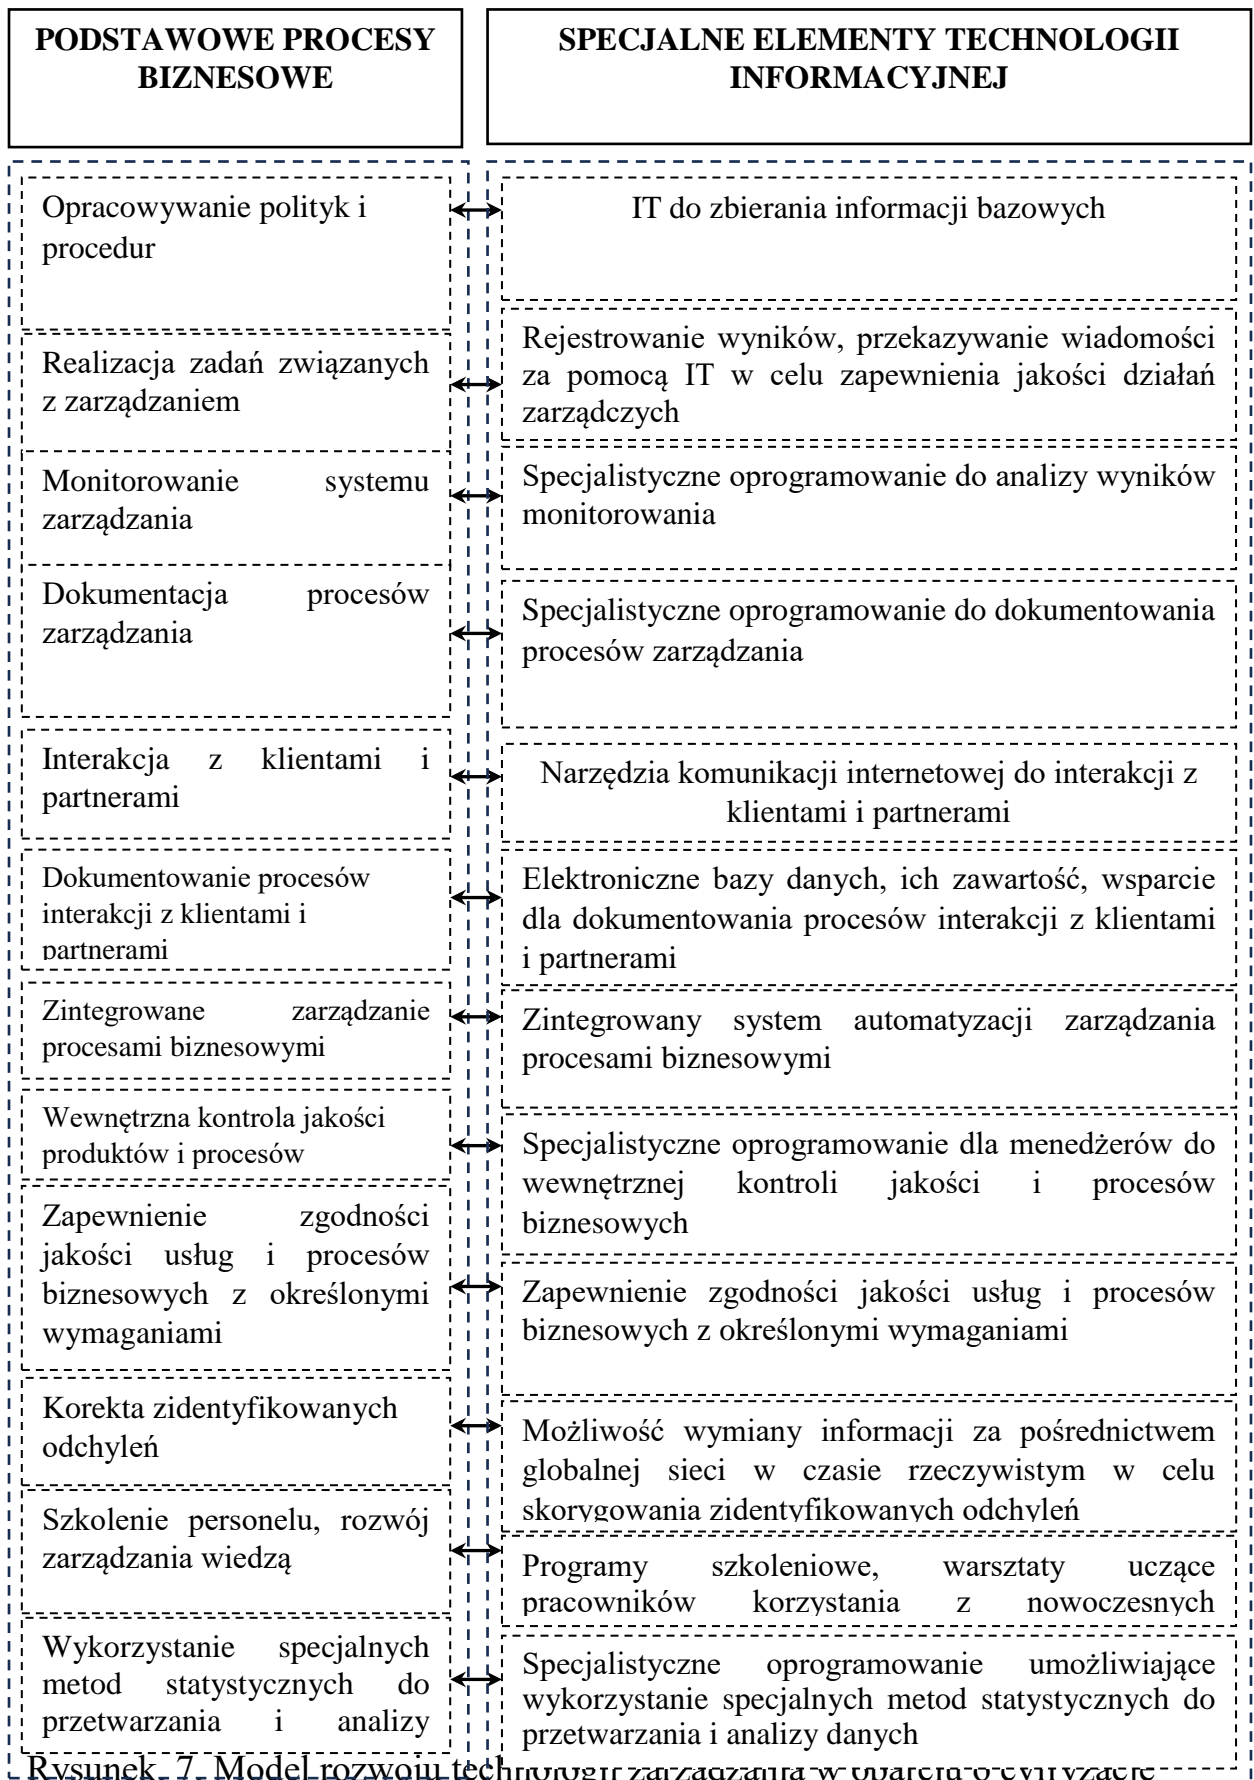 PODSTAWOWE PROCESY
BIZNESOWE
SPECJALNE ELEMENTY TECHNOLOGII
INFORMACYJNEJ
Opracowywanie polityk i
procedur
IT do zbierania informacji bazowych
Realizacja zadań związanych
z zarządzaniem
Rejestrowanie wyników, przekazywanie wiadomości
za pomocą IT w celu zapewnienia jakości działań
zarządczych
Monitorowanie systemu
zarządzania
Specjalistyczne oprogramowanie do analizy wyników
monitorowania
Dokumentacja procesów
zarządzania
Specjalistyczne oprogramowanie do dokumentowania
procesów zarządzania
Interakcja z klientami i
partnerami
Narzędzia komunikacji internetowej do interakcji z
klientami i partnerami
Dokumentowanie procesów
interakcji z klientami i
partnerami
Elektroniczne bazy danych, ich zawartość, wsparcie
dla dokumentowania procesów interakcji z klientami
i partnerami
Zintegrowane zarządzanie
procesami biznesowymi
Zintegrowany system automatyzacji zarządzania
procesami biznesowymi
Wewnętrzna kontrola jakości
produktów i procesów
Specjalistyczne oprogramowanie dla menedżerów do
wewnętrznej kontroli jakości i procesów
biznesowych
Zapewnienie zgodności
jakości usług i procesów
biznesowych z określonymi
wymaganiami
Zapewnienie zgodności jakości usług i procesów
biznesowych z określonymi wymaganiami
Korekta zidentyfikowanych
odchyleń
Możliwość wymiany informacji za pośrednictwem
globalnej sieci w czasie rzeczywistym w celu
skorygowania zidentyfikowanych odchyleń
Szkolenie personelu, rozwój
zarządzania wiedzą
Programy szkoleniowe, warsztaty uczące
pracowników korzystania z nowoczesnych
Wykorzystanie specjalnych
metod statystycznych do
przetwarzania i analizy
Specjalistyczne oprogramowanie umożliwiające
wykorzystanie specjalnych metod statystycznych do
przetwarzania i analizy danych
Rysunek. 7. Model rozwoju technologii zarządzania w oparciu o cyfryzację